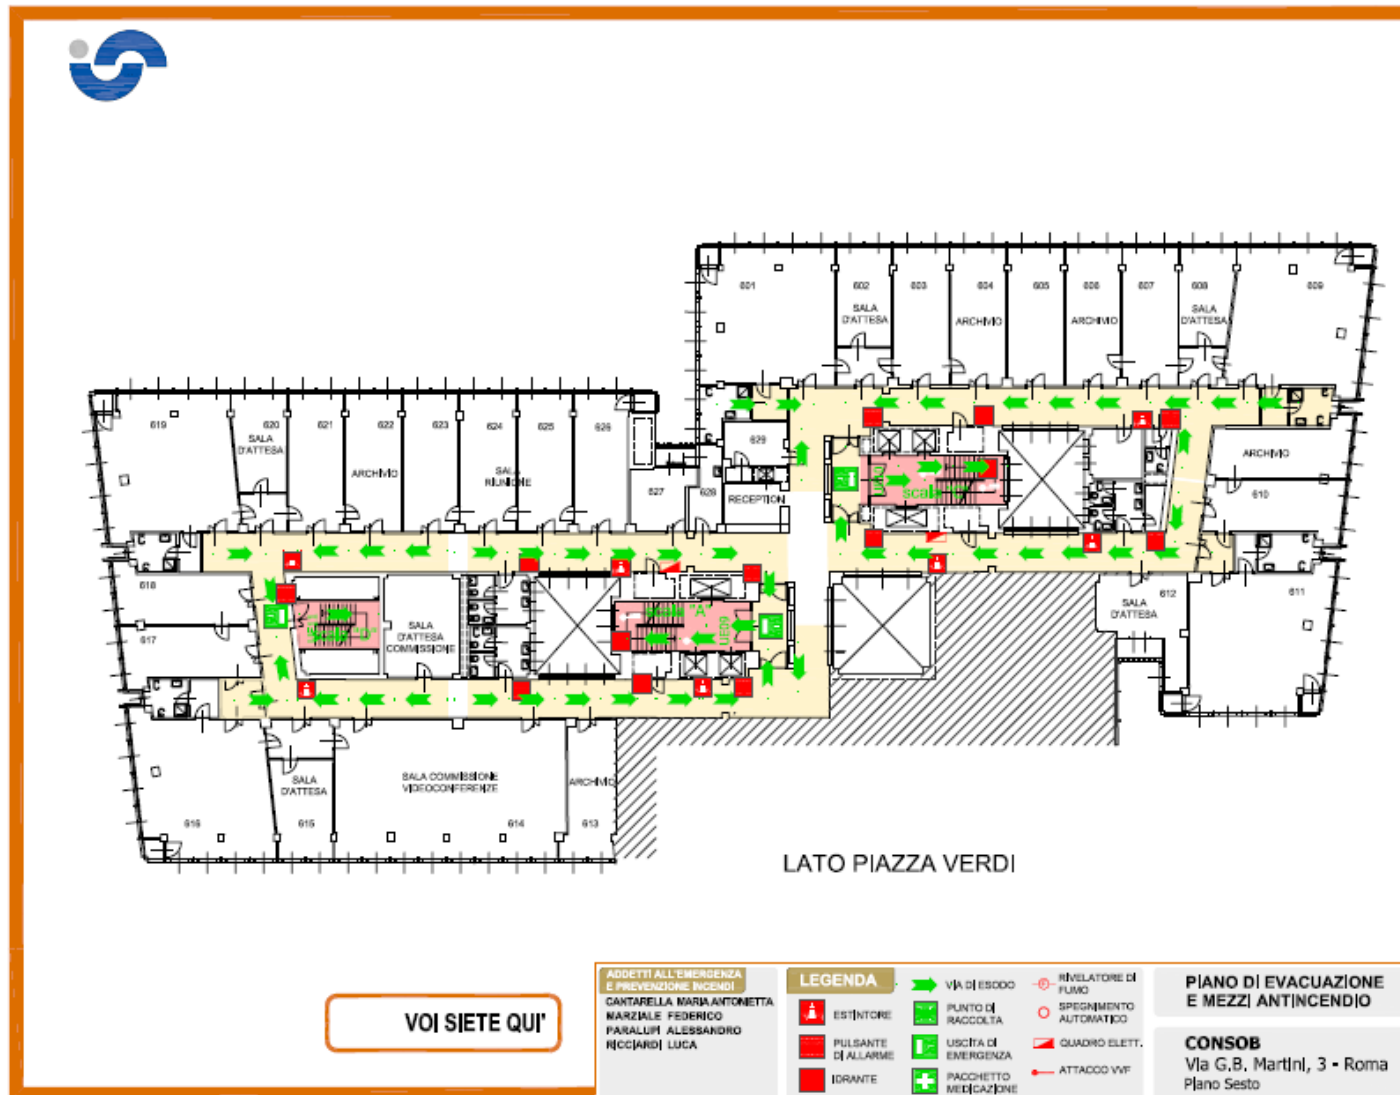 601
602
SALA
D'ATTESA
603
604
ARCHIVIO
605
606
ARCHIVIO
607
608
SALA
D'ATTESA
609
619
620
SALA
D'ATTESA
621
622
ARCHIVIO
623
624
SALA
RIUNIONE
625
626
627
628
629
RECEPTION
ARCHIVIO
610
611
612
SALA
D'ATTESA
618
617
SALA
D'ATTESA
COMMISSIONE
scala "A"
UE09
616
SALA
D'ATTESA
615
SALA COMMISSIONE
VIDEOCONFERENZE
614
ARCHIVIO
613
LATO PIAZZA VERDI
VOI SIETE QUI'
ADDETTI ALL'EMERGENZA
E PREVENZIONE INCENDI
CANTARELLA MARIA ANTONIETTA
MARZIALE FEDERICO
PARALUPI ALESSANDRO
RICCIARDI LUCA
LEGENDA
ESTINTORE
PULSANTE
DI ALLARME
IDRANTE
VIA DI ESODO
PUNTO DI
RACCOLTA
USCITA DI
EMERGENZA
PACCHETTO
MEDICAZIONE
RIVELATORE DI
FUMO
SPEGNIMENTO
AUTOMATICO
QUADRO ELETT.
ATTACCO VVF
PIANO DI EVACUAZIONE
E MEZZI ANTINCENDIO
CONSOB
Via G.B. Martini, 3 - Roma
Piano Sesto